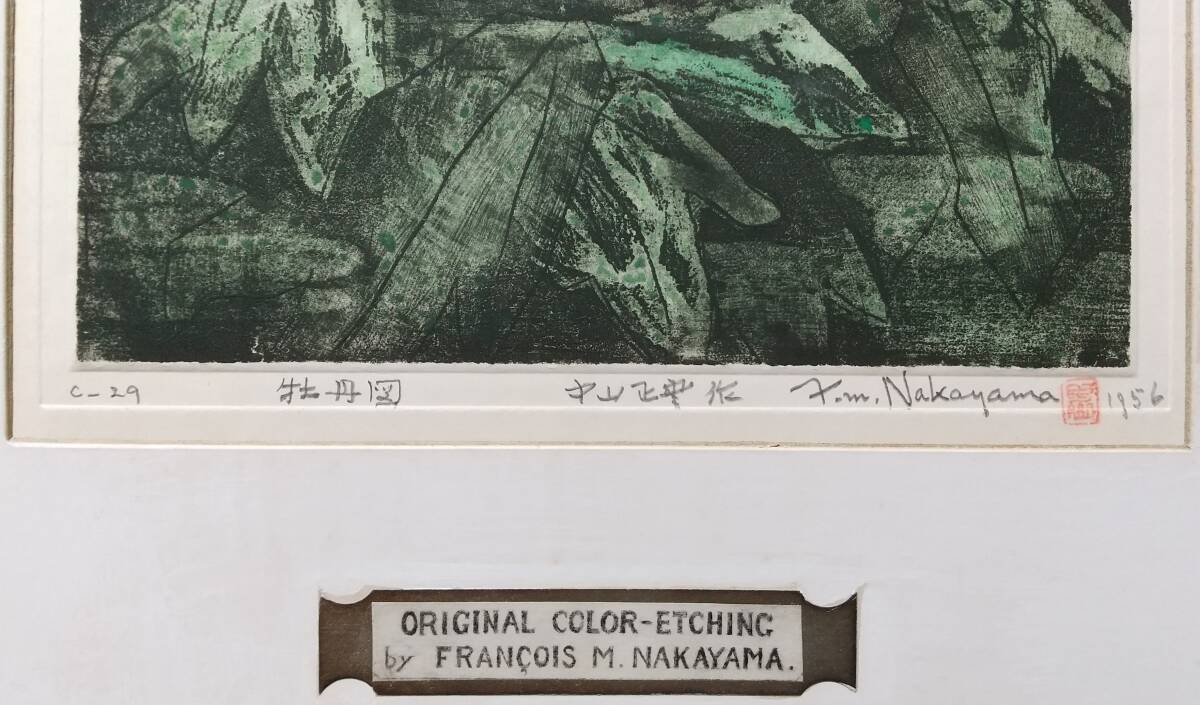 C-29 牡丹図 中山正實作 F.M. Nakayama 1956
ORIGINAL COLOR-ETCHING
by FRANÇOIS M. NAKAYAMA.